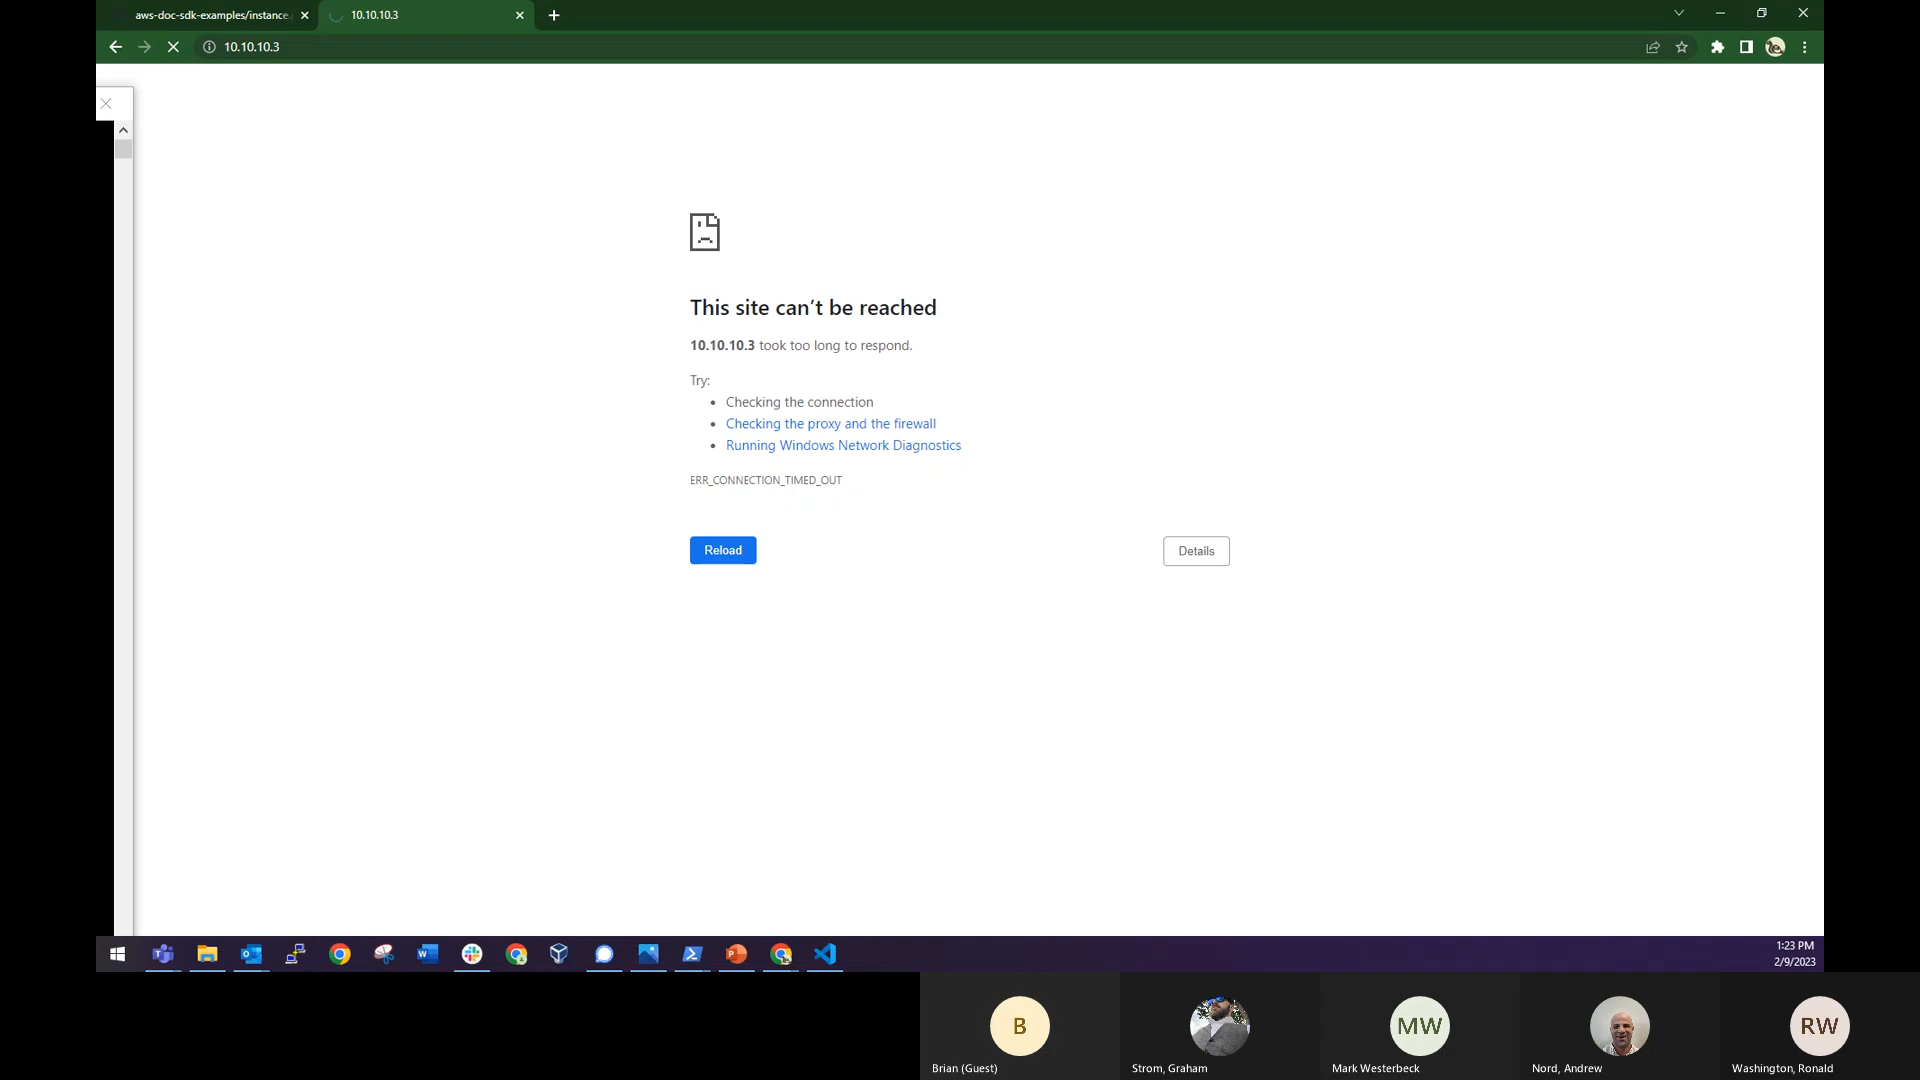 aws-doc-sdk-examples/instance.
10.10.10.3
10.10.10.3
This site can’t be reached
10.10.10.3 took too long to respond.
Try:
Checking the connection
Checking the proxy and the firewall
Running Windows Network Diagnostics
ERR_CONNECTION_TIMED_OUT
Reload
Details
1:23 PM
2/9/2023
B
MW
RW
Brian (Guest)
Strom, Graham
Mark Westerbeck
Nord, Andrew
Washington, Ronald